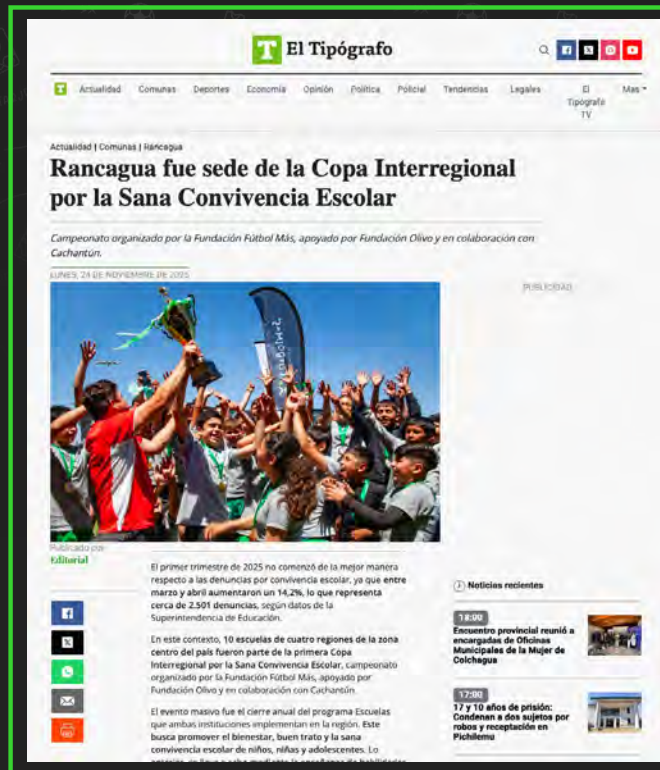 El Tipógrafo
Actualidad Comunas Deportes Economía Opinión Política Policial Tendencias Legales El Tipógrafo TV Mas
Actualidad | Comunas | Rancagua
Rancagua fue sede de la Copa Interregional
por la Sana Convivencia Escolar
Campeonato organizado por la Fundación Fútbol Más, apoyado por Fundación Olivo y en colaboración con
Cachantún.
LUNES, 24 DE NOVIEMBRE DE 2025
PUBLICIDAD
Publicado por
Editorial
El primer trimestre de 2025 no comenzó de la mejor manera
respecto a las denuncias por convivencia escolar, ya que entre
marzo y abril aumentaron un 14,2%, lo que representa
cerca de 2.501 denuncias, según datos de la
Superintendencia de Educación.
En este contexto, 10 escuelas de cuatro regiones de la zona
centro del país fueron parte de la primera Copa
Interregional por la Sana Convivencia Escolar, campeonato
organizado por la Fundación Fútbol Más, apoyado por
Fundación Olivo y en colaboración con Cachantún.
El evento masivo fue el cierre anual del programa Escuelas
que ambas instituciones implementan en la región. Este
busca promover el bienestar, buen trato y la sana
convivencia escolar de niños, niñas y adolescentes. Lo
Noticias recientes
18:00
Encuentro provincial reunió a
encargadas de Oficinas
Municipales de la Mujer de
Colchagua
17:00
17 y 10 años de prisión:
Condenan a dos sujetos por
robos y receptación en
Pichilemu